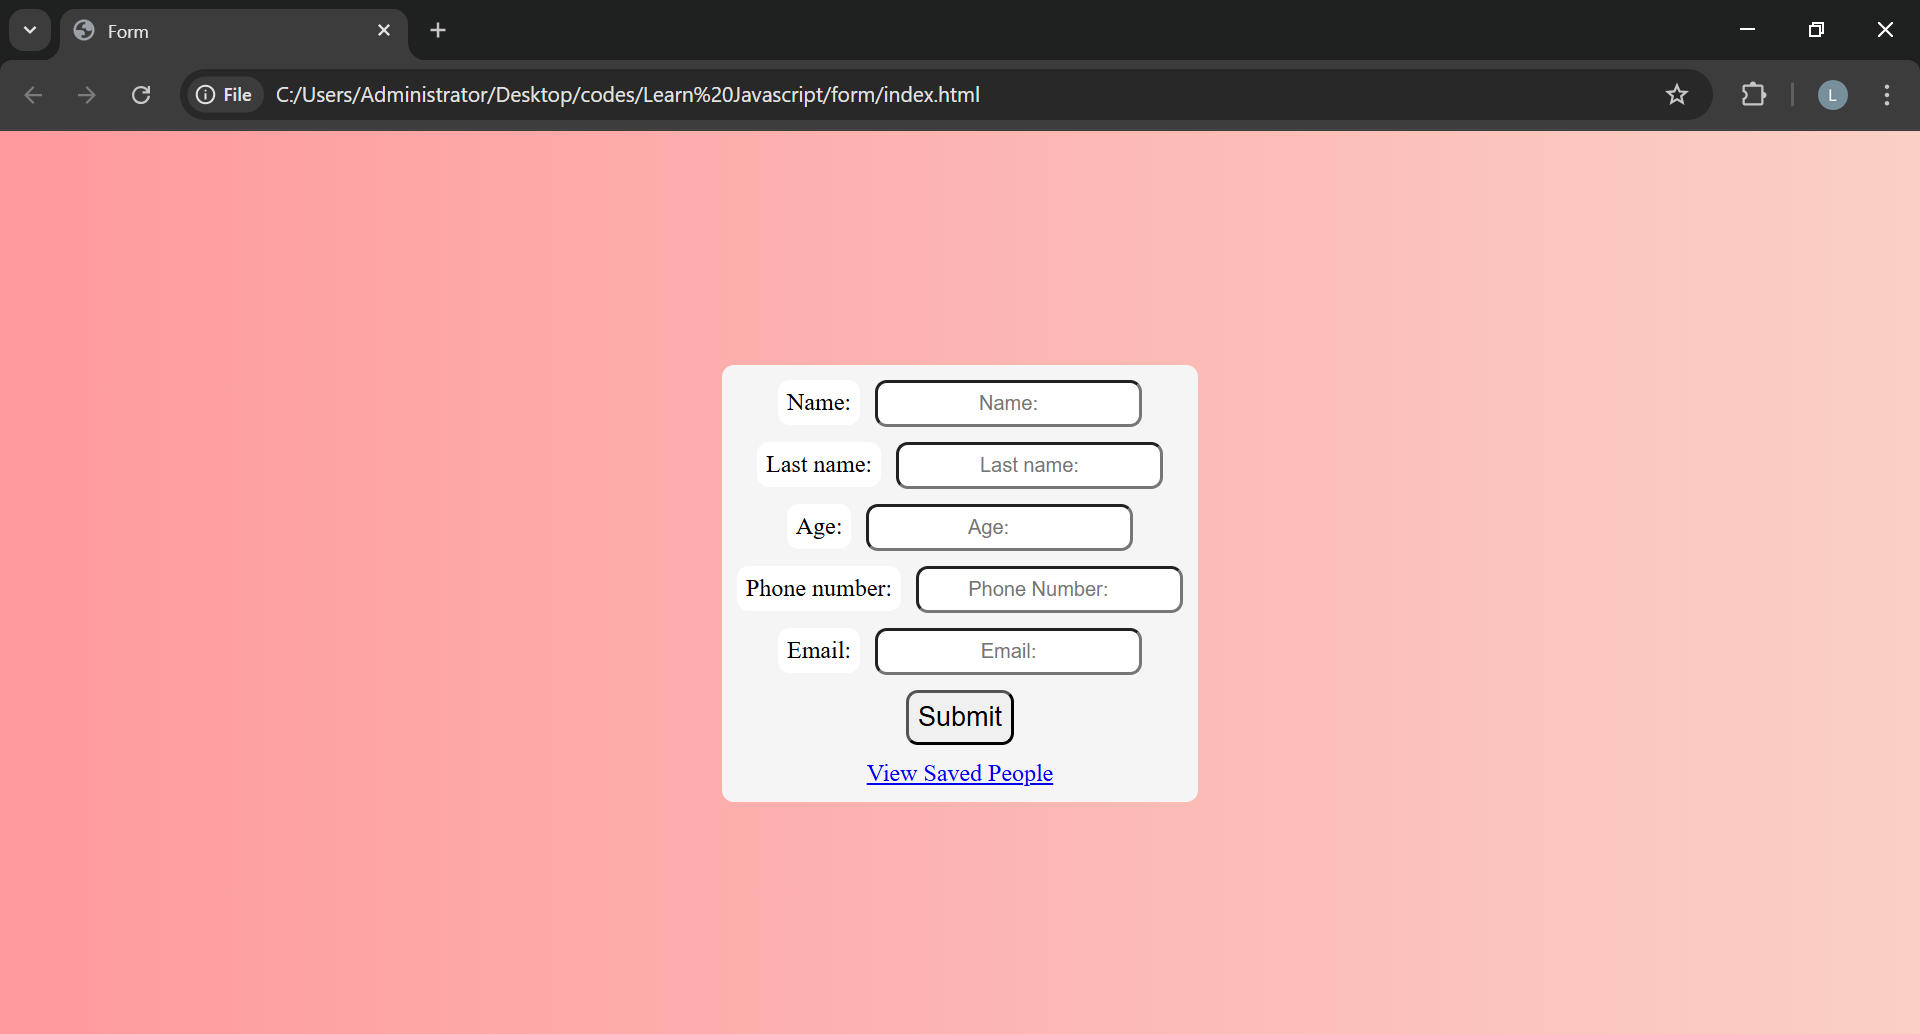 Form
File C:/Users/Administrator/Desktop/codes/Learn%20Javascript/form/index.html
L
Name: Name:
Last name: Last name:
Age: Age:
Phone number: Phone Number:
Email: Email:
Submit
View Saved People